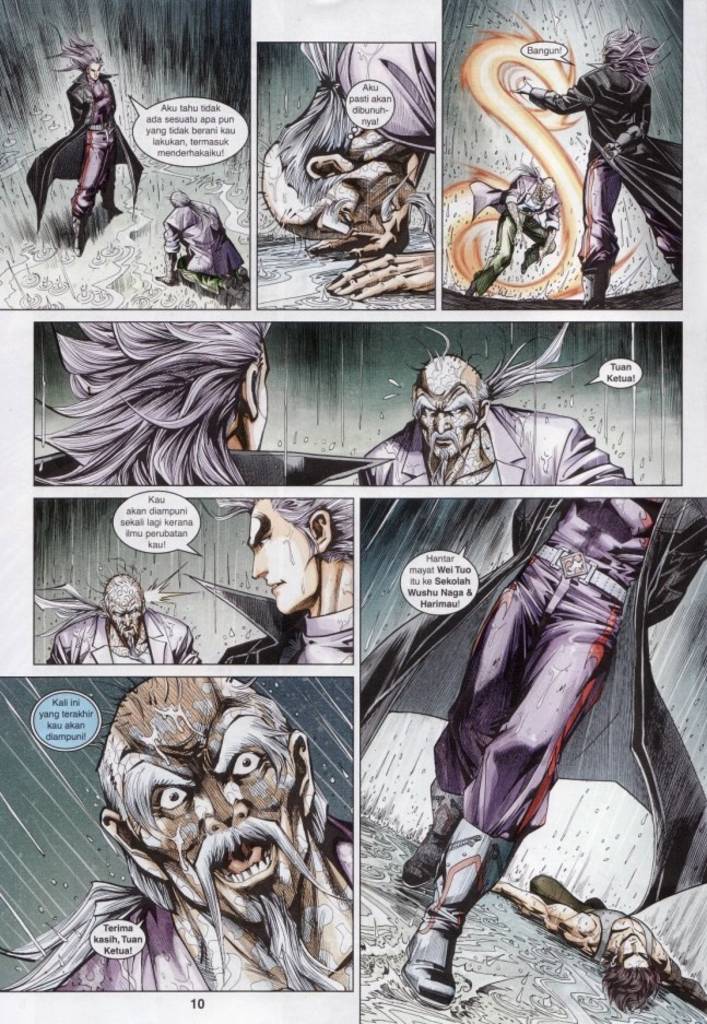 Aku tahu tidak
ada sesuatu apa pun
yang tidak berani kau
lakukan, termasuk
menderhakaiku!
Aku
pasti akan
dibunuh-
nya!
Bangun!
Tuan
Ketua!
Kau
akan diampuni
sekali lagi kerana
ilmu perubatan
kau!
Hantar
mayat Wei Tuo
itu ke Sekolah
Wushu Naga &
Harimau!
Kali ini
yang terakhir
kau akan
diampuni!
Terima
kasih, Tuan
Ketua!
10